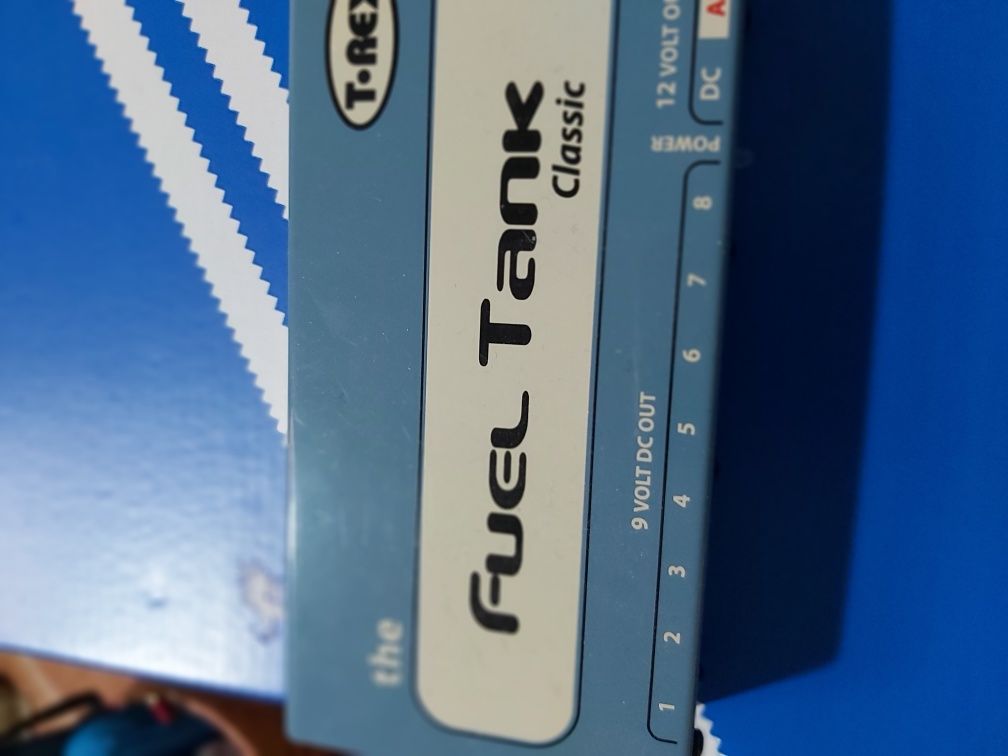 T•REX
the
Fuel Tank
Classic
9 VOLT DC OUT
1 2 3 4 5 6 7 8
POWER
12 VOLT
DC